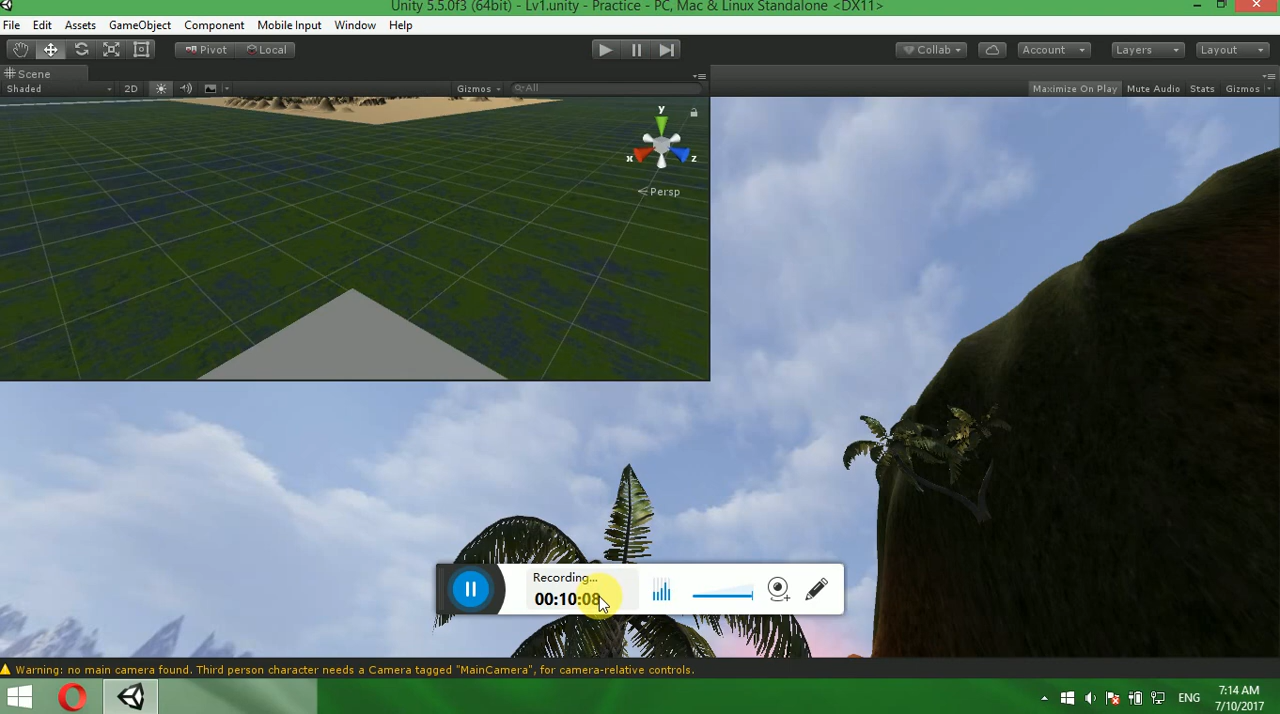 Unity 5.5.0f3 (64bit) - Lv1.unity - Practice - PC, Mac & Linux Standalone <DX11>
File Edit Assets GameObject Component Mobile Input Window Help
Pivot Local Collab Account Layers Layout
Scene
Shaded 2D Gizmos All
Maximize On Play Mute Audio Stats Gizmos
y
x z
Persp
Recording...
00:10:08
Warning: no main camera found. Third person character needs a Camera tagged "MainCamera", for camera-relative controls.
ENG
7:14 AM
7/10/2017